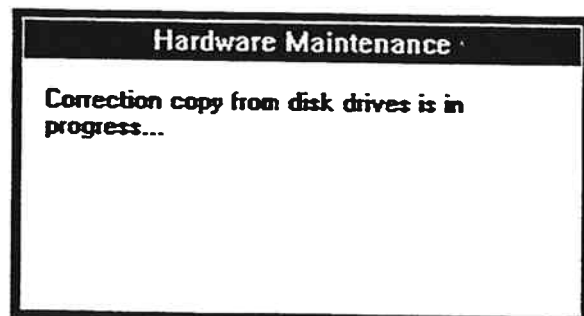 Hardware Maintenance
Correction copy from disk drives is in
progress...